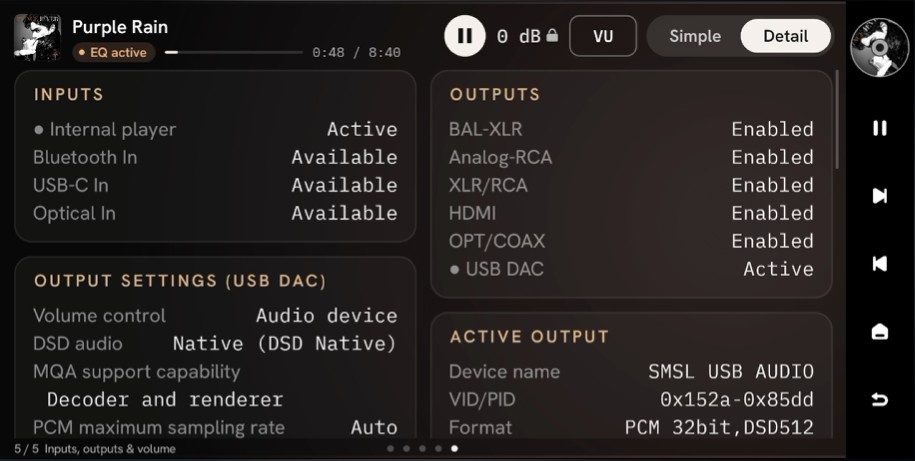 Purple Rain
EQ active
0:48 / 8:40
0 dB
VU
Simple
Detail
INPUTS
● Internal player Active
Bluetooth In Available
USB-C In Available
Optical In Available
OUTPUT SETTINGS (USB DAC)
Volume control Audio device
DSD audio Native (DSD Native)
MQA support capability
Decoder and renderer
PCM maximum sampling rate Auto
OUTPUTS
BAL-XLR Enabled
Analog-RCA Enabled
XLR/RCA Enabled
HDMI Enabled
OPT/COAX Enabled
● USB DAC Active
ACTIVE OUTPUT
Device name SMSL USB AUDIO
VID/PID 0x152a-0x85dd
Format PCM 32bit,DSD512
5/5 Inputs, outputs & volume